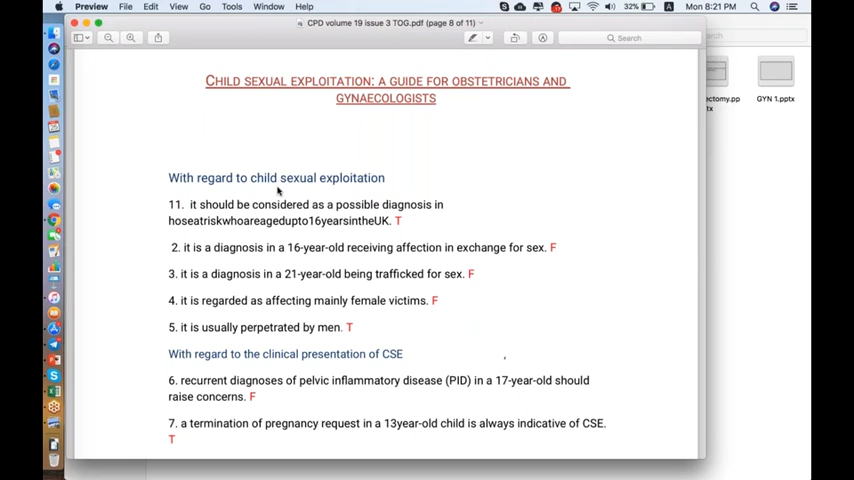 Preview File Edit View Go Tools Window Help 32% A Mon 8:21 PM
CPD volume 19 issue 3 TOG.pdf (page 8 of 11)
Search
ectomy.pp
tx
GYN 1.pptx
CHILD SEXUAL EXPLOITATION: A GUIDE FOR OBSTETRICIANS AND
GYNAECOLOGISTS
With regard to child sexual exploitation
11. it should be considered as a possible diagnosis in
hoseatriskwhoareagedupto16yearsintheUK. T
2. it is a diagnosis in a 16-year-old receiving affection in exchange for sex. F
3. it is a diagnosis in a 21-year-old being trafficked for sex. F
4. it is regarded as affecting mainly female victims. F
5. it is usually perpetrated by men. T
With regard to the clinical presentation of CSE
6. recurrent diagnoses of pelvic inflammatory disease (PID) in a 17-year-old should
raise concerns. F
7. a termination of pregnancy request in a 13year-old child is always indicative of CSE.
T